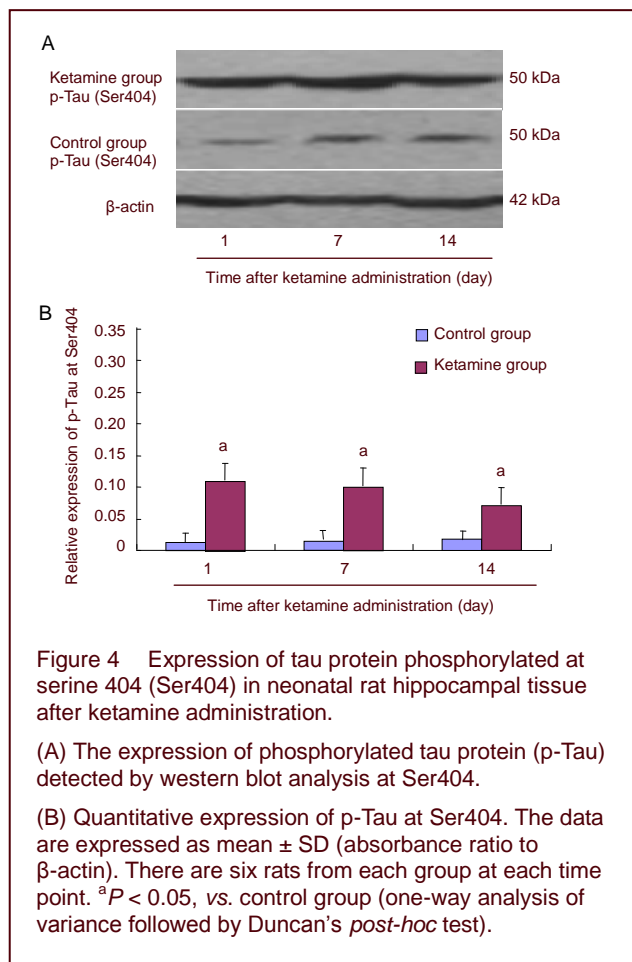 A
Ketamine group
p-Tau (Ser404)
50 kDa
Control group
p-Tau (Ser404)
50 kDa
β-actin
42 kDa
1 7 14
Time after ketamine administration (day)
B
Relative expression of p-Tau at Ser404
0.35
0.30
0.25
0.20
0.15
0.10
0.05
0
Control group
Ketamine group
a a a
1 7 14
Time after ketamine administration (day)
Figure 4 Expression of tau protein phosphorylated at
serine 404 (Ser404) in neonatal rat hippocampal tissue
after ketamine administration.
(A) The expression of phosphorylated tau protein (p-Tau)
detected by western blot analysis at Ser404.
(B) Quantitative expression of p-Tau at Ser404. The data
are expressed as mean ± SD (absorbance ratio to
β-actin). There are six rats from each group at each time
point. aP < 0.05, vs. control group (one-way analysis of
variance followed by Duncan's post-hoc test).